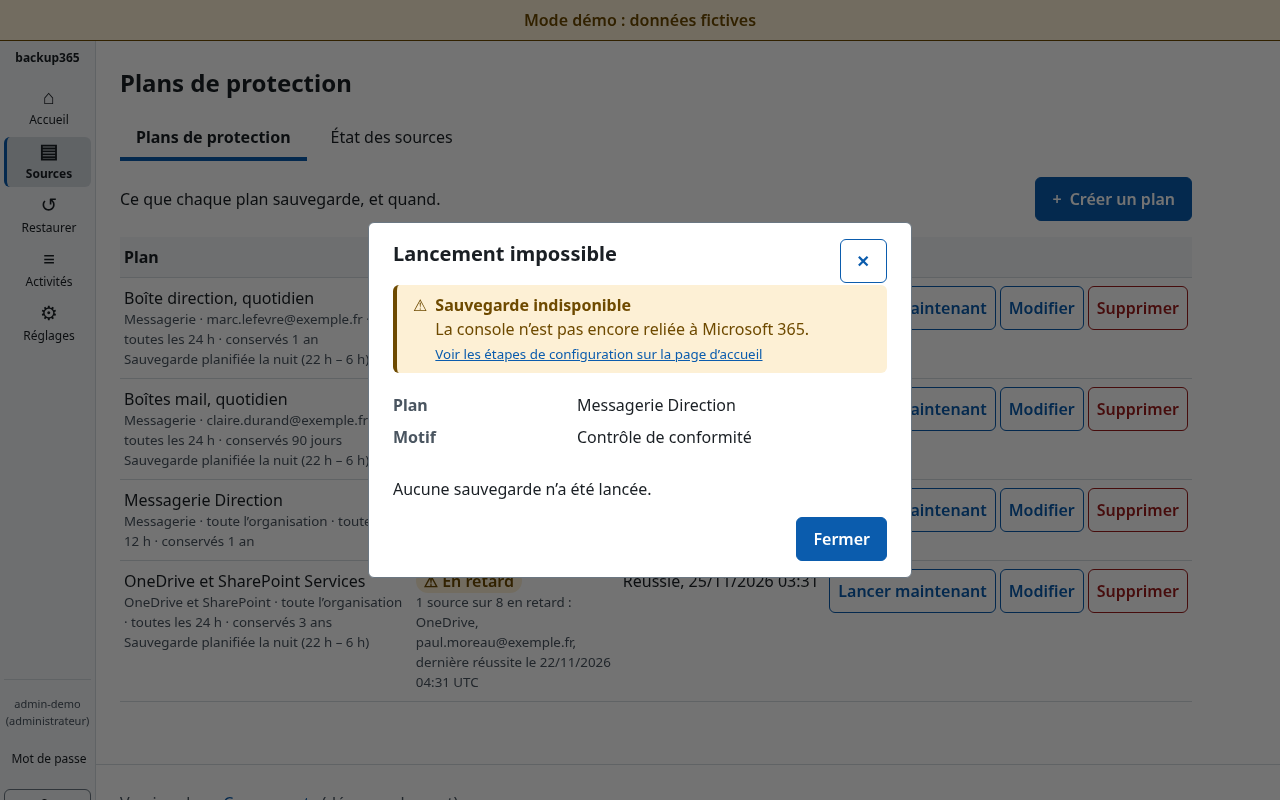 Mode démo : données fictives
backup365
Accueil
Sources
Restaurer
Activités
Réglages
admin-demo
(administrateur)
Mot de passe
Plans de protection
Plans de protection
État des sources
Ce que chaque plan sauvegarde, et quand.
+ Créer un plan
Plan
Boîte direction, quotidien
Messagerie · marc.lefevre@exemple.fr ·
toutes les 24 h · conservés 1 an
Sauvegarde planifiée la nuit (22 h – 6 h)
Modifier
Supprimer
Boîtes mail, quotidien
Messagerie · claire.durand@exemple.fr
toutes les 24 h · conservés 90 jours
Sauvegarde planifiée la nuit (22 h – 6 h)
Modifier
Supprimer
Messagerie Direction
Messagerie · toute l’organisation ·
12 h · conservés 1 an
Modifier
Supprimer
OneDrive et SharePoint Services
OneDrive et SharePoint · toute l’organisation
· toutes les 24 h · conservés 3 ans
Sauvegarde planifiée la nuit (22 h – 6 h)
⚠ En retard
1 source sur 8 en retard :
OneDrive,
paul.moreau@exemple.fr,
dernière réussite le 22/11/2026
04:31 UTC
Réussie, 25/11/2026 03:31
Lancer maintenant
Modifier
Supprimer
Lancement impossible
×
⚠ Sauvegarde indisponible
La console n’est pas encore reliée à Microsoft 365.
Voir les étapes de configuration sur la page d’accueil
Plan
Messagerie Direction
Motif
Contrôle de conformité
Aucune sauvegarde n’a été lancée.
Fermer